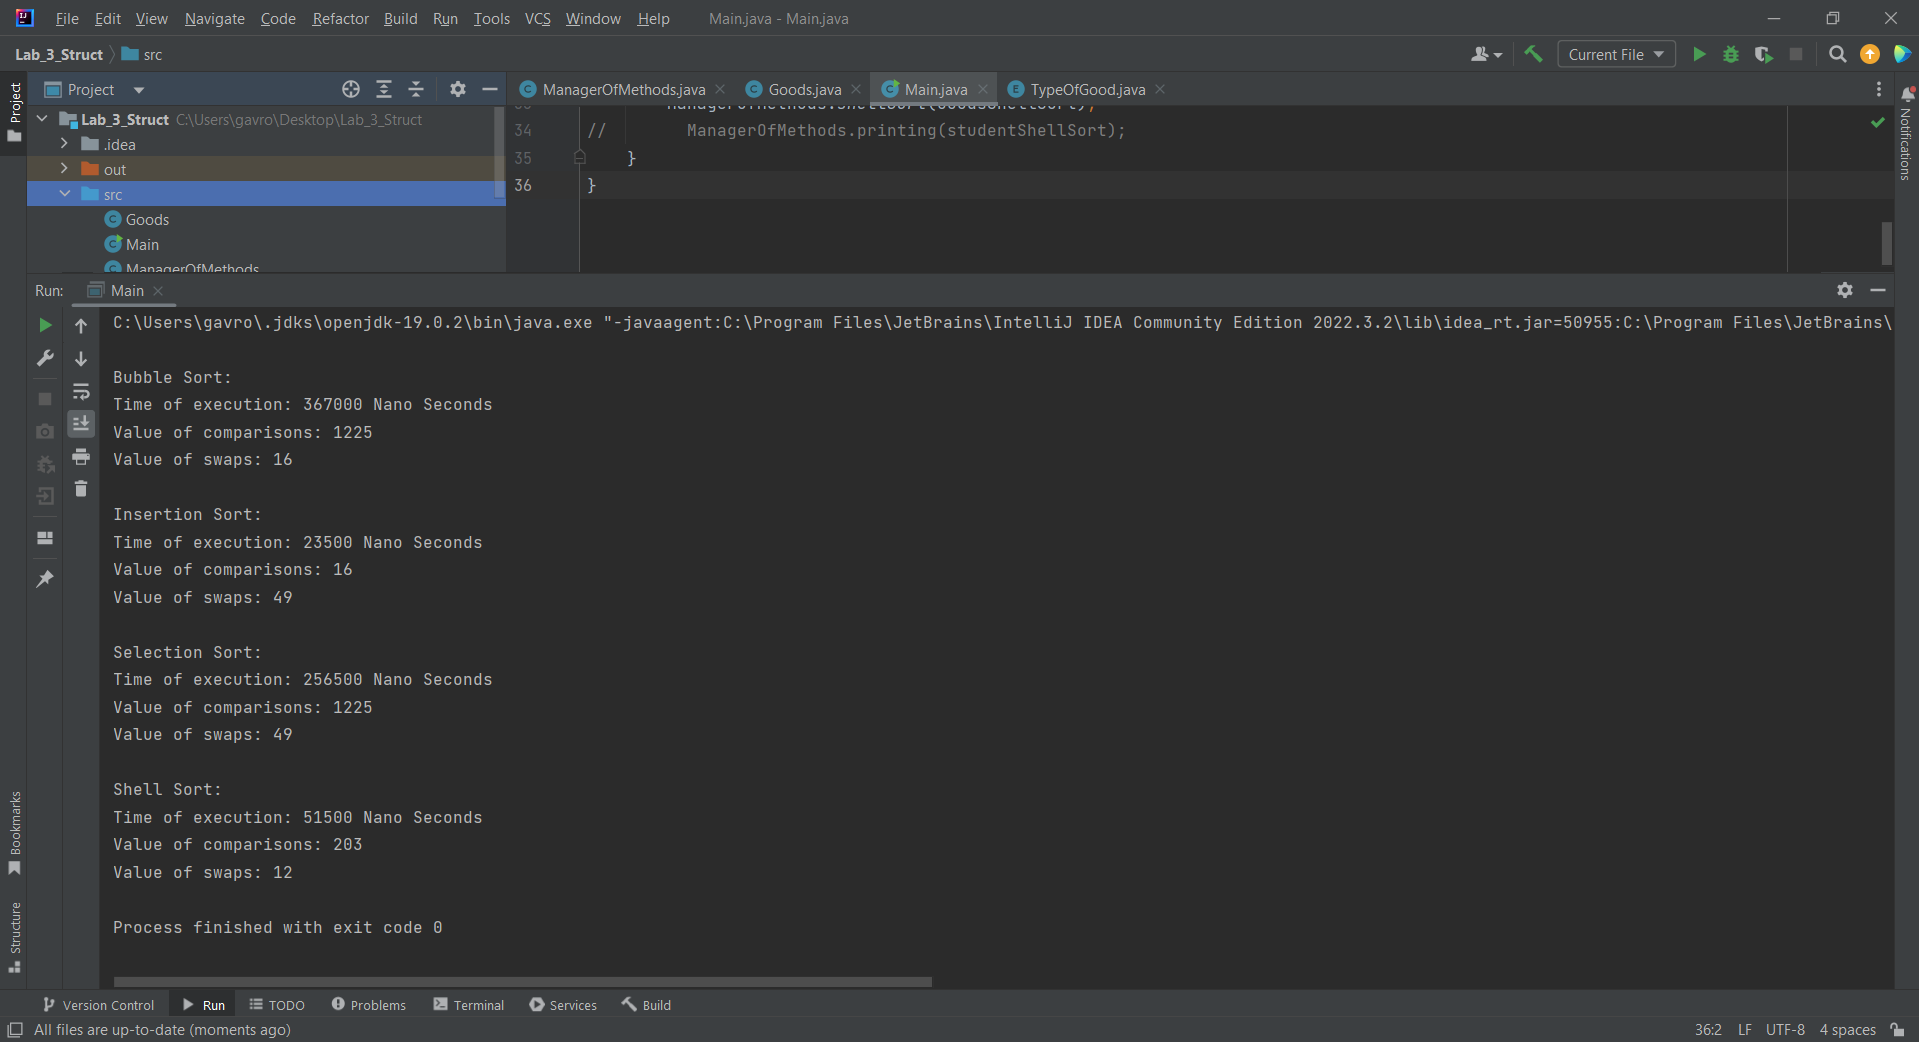 File Edit View Navigate Code Refactor Build Run Tools VCS Window Help Main.java - Main.java
Lab_3_Struct src
Current File
Project
ManagerOfMethods.java Goods.java Main.java TypeOfGood.java
Project
Lab_3_Struct C:\Users\gavro\Desktop\Lab_3_Struct
.idea
out
src
Goods
Main
ManagerOfMethods
34 // ManagerOfMethods.printing(studentShellSort);
35 }
36 }
Notifications
Run: Main
C:\Users\gavro\.jdks\openjdk-19.0.2\bin\java.exe "-javaagent:C:\Program Files\JetBrains\IntelliJ IDEA Community Edition 2022.3.2\lib\idea_rt.jar=50955:C:\Program Files\JetBrains\
Bubble Sort:
Time of execution: 367000 Nano Seconds
Value of comparisons: 1225
Value of swaps: 16
Insertion Sort:
Time of execution: 23500 Nano Seconds
Value of comparisons: 16
Value of swaps: 49
Selection Sort:
Time of execution: 256500 Nano Seconds
Value of comparisons: 1225
Value of swaps: 49
Shell Sort:
Time of execution: 51500 Nano Seconds
Value of comparisons: 203
Value of swaps: 12
Process finished with exit code 0
Bookmarks
Structure
Version Control Run TODO Problems Terminal Services Build
All files are up-to-date (moments ago)
36:2 LF UTF-8 4 spaces